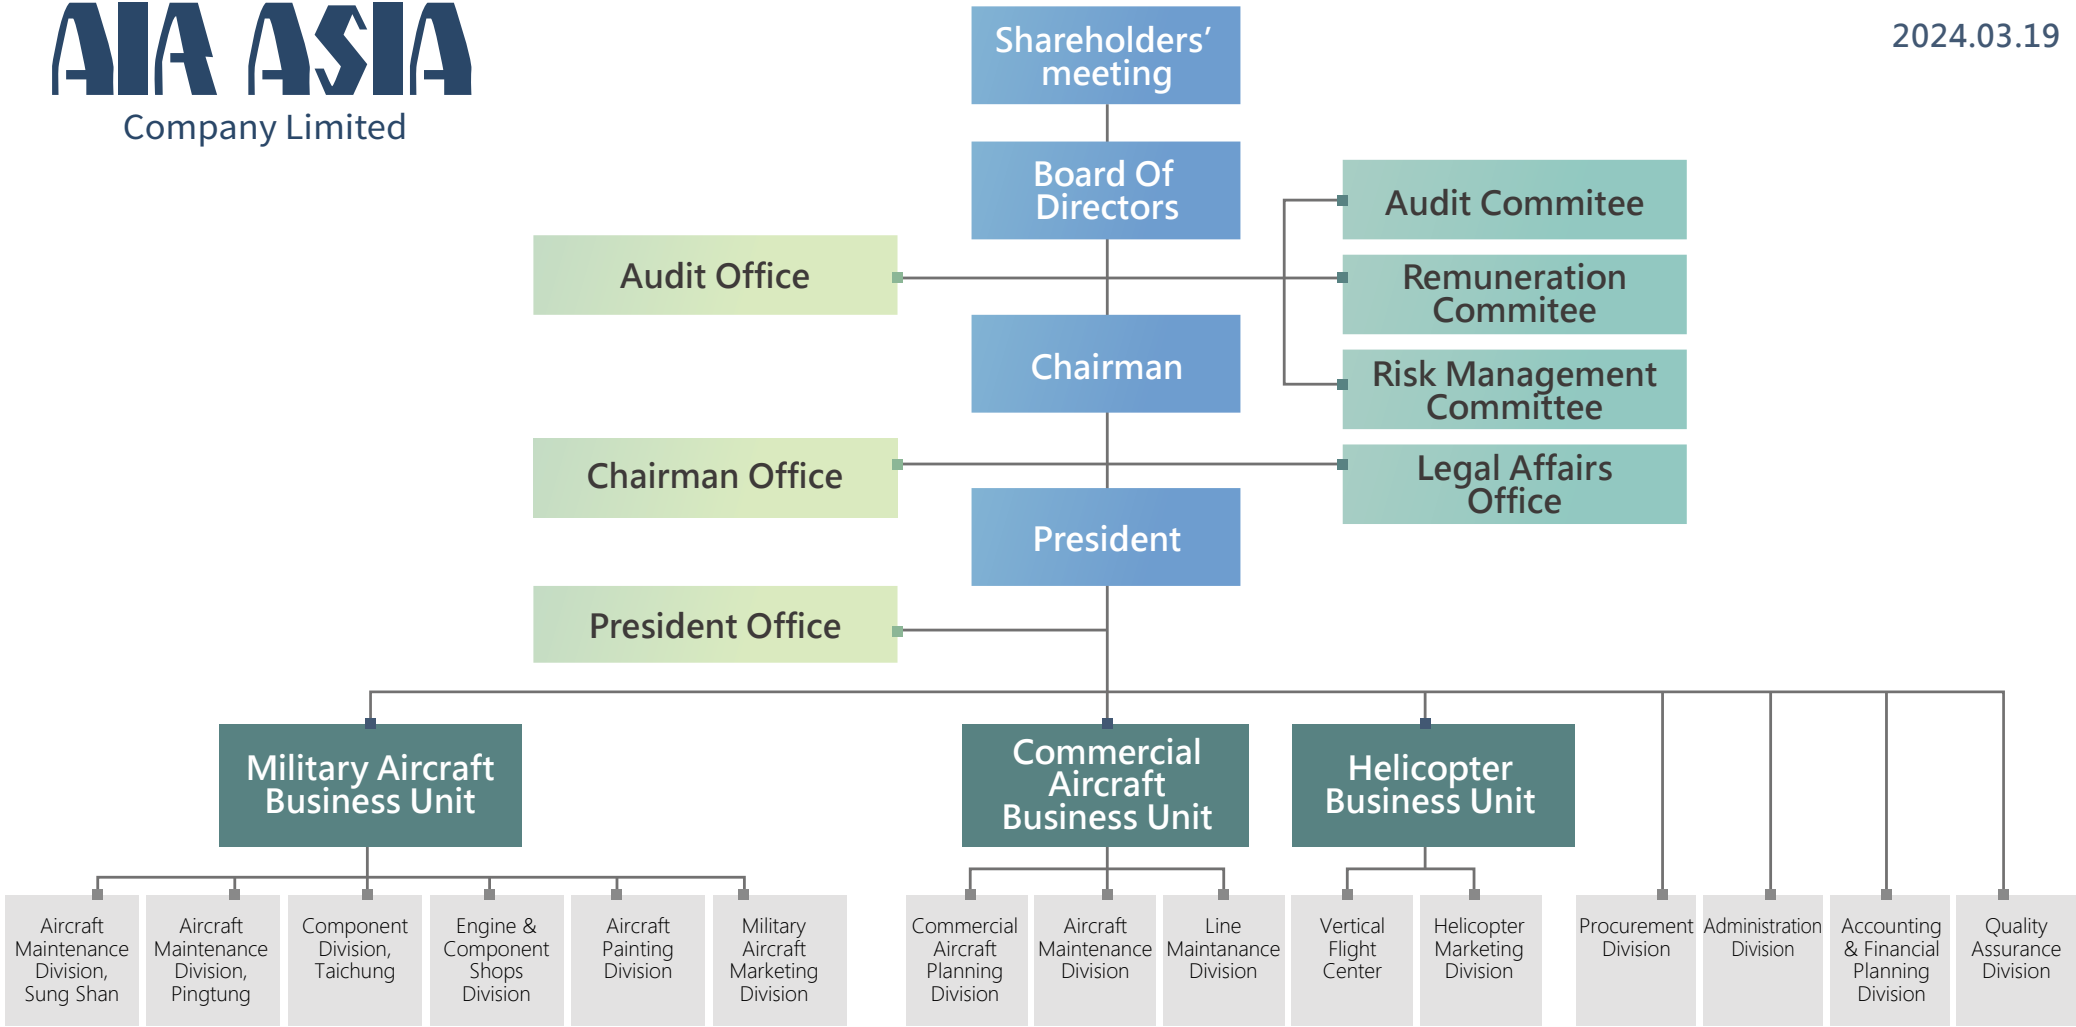 AIR ASIA
Company Limited
2024.03.19
Shareholders’
meeting
Board Of
Directors
Audit Commitee
Audit Office
Remuneration
Commitee
Chairman
Risk Management
Committee
Chairman Office
Legal Affairs
Office
President
President Office
Military Aircraft
Business Unit
Commercial
Aircraft
Business Unit
Helicopter
Business Unit
Aircraft
Maintenance
Division,
Sung Shan
Aircraft
Maintenance
Division,
Pingtung
Component
Division,
Taichung
Engine &
Component
Shops
Division
Aircraft
Painting
Division
Military
Aircraft
Marketing
Division
Commercial
Aircraft
Planning
Division
Aircraft
Maintenance
Division
Line
Maintanance
Division
Vertical
Flight
Center
Helicopter
Marketing
Division
Procurement
Division
Administration
Division
Accounting
& Financial
Planning
Division
Quality
Assurance
Division